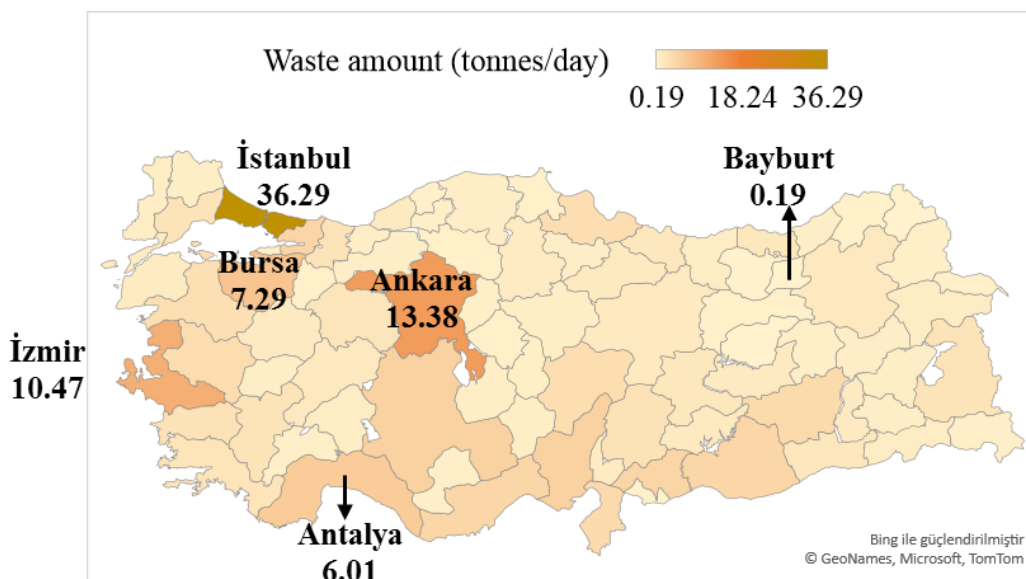 Waste amount (tonnes/day)
0.19 18.24 36.29
İstanbul
36.29
Bayburt
0.19
Bursa
7.29
Ankara
13.38
İzmir
10.47
Antalya
6.01
Bing ile güçlendirilmiştir
© GeoNames, Microsoft, TomTom